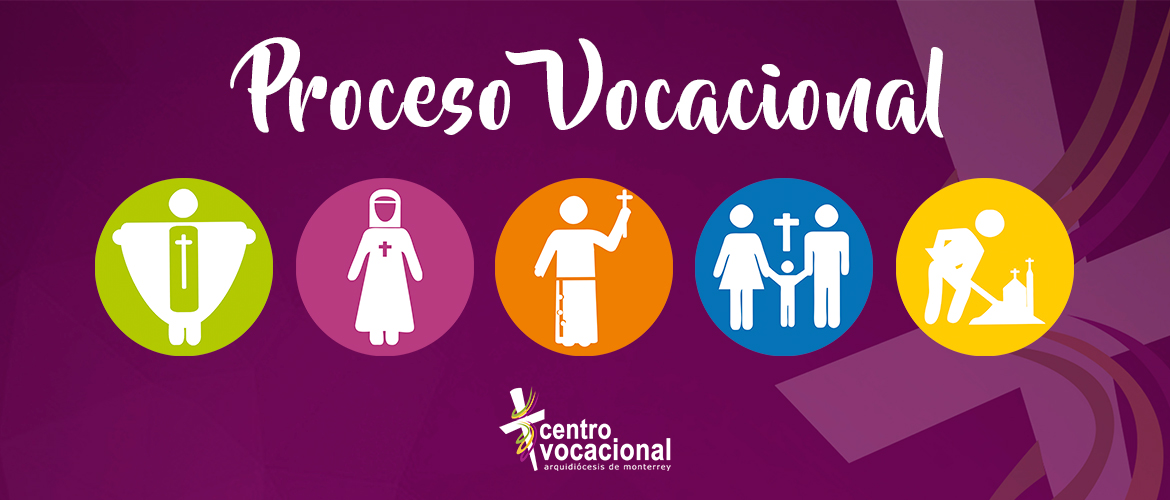 Proceso Vocacional
centro
vocacional
arquidiócesis de monterrey